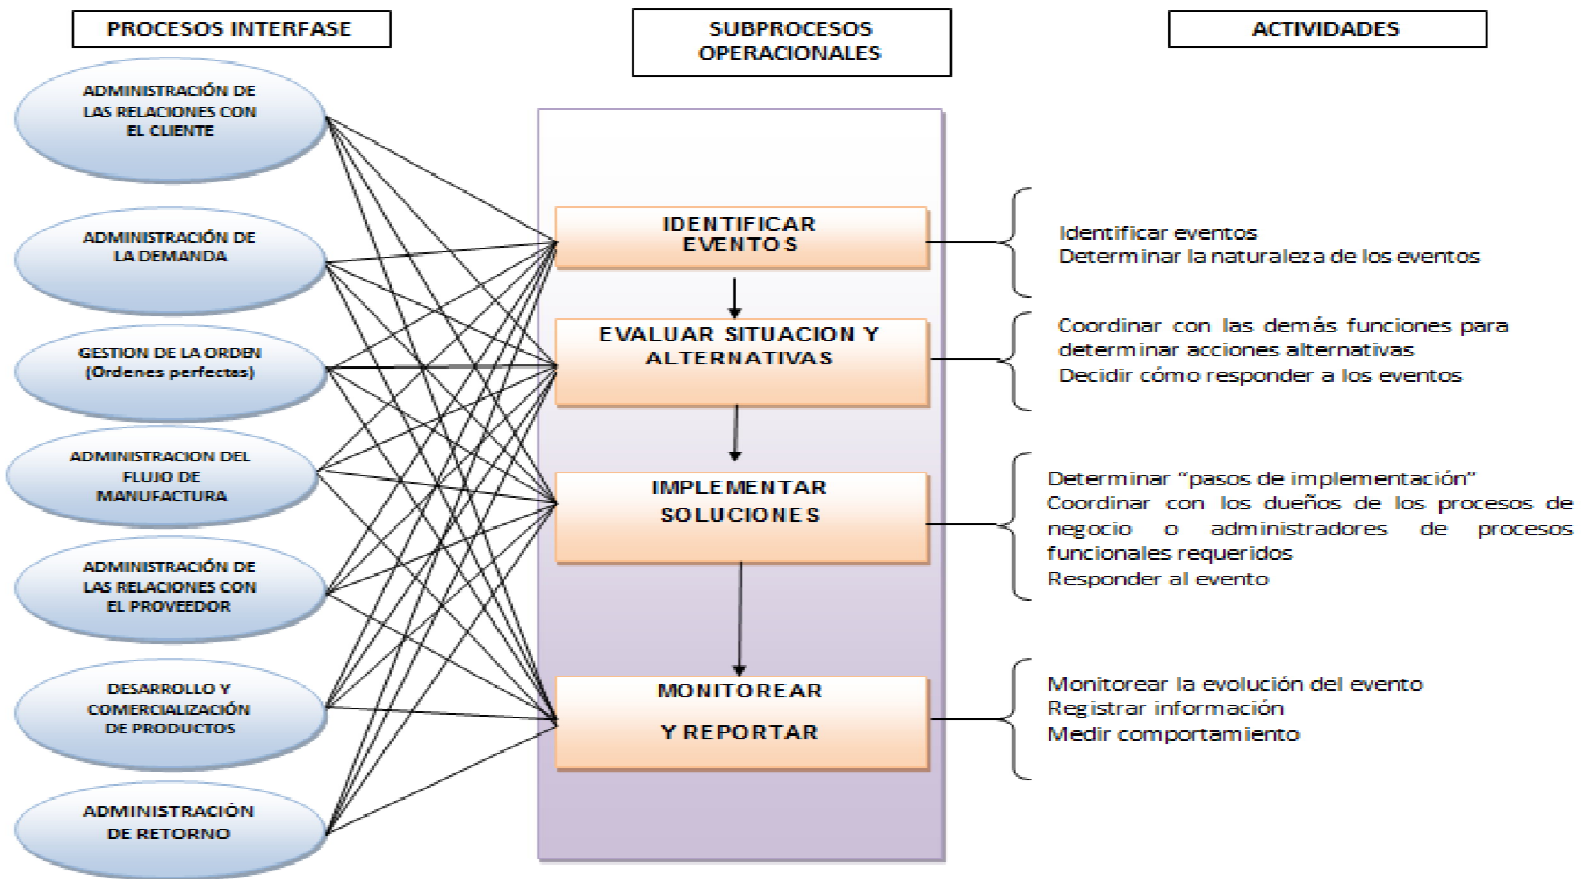 PROCESOS INTERFASE
SUBPROCESOS
OPERACIONALES
ACTIVIDADES
ADMINISTRACIÓN DE
LAS RELACIONES CON
EL CLIENTE
ADMINISTRACIÓN DE
LA DEMANDA
GESTION DE LA ORDEN
(Ordenes perfectas)
ADMINISTRACION DEL
FLUJO DE
MANUFACTURA
ADMINISTRACIÓN DE
LAS RELACIONES CON
EL PROVEEDOR
DESARROLLO Y
COMERCIALIZACIÓN
DE PRODUCTOS
ADMINISTRACIÓN
DE RETORNO
IDENTIFICAR
EVENTOS
EVALUAR SITUACION Y
ALTERNATIVAS
IMPLEMENTAR
SOLUCIONES
MONITOREAR
Y REPORTAR
Identificar eventos
Determinar la naturaleza de los eventos
Coordinar con las demás funciones para
determinar acciones alternativas
Decidir cómo responder a los eventos
Determinar “pasos de implementación”
Coordinar con los dueños de los procesos de
negocio o administradores de procesos
funcionales requeridos
Responder al evento
Monitorear la evolución del evento
Registrar información
Medir comportamiento